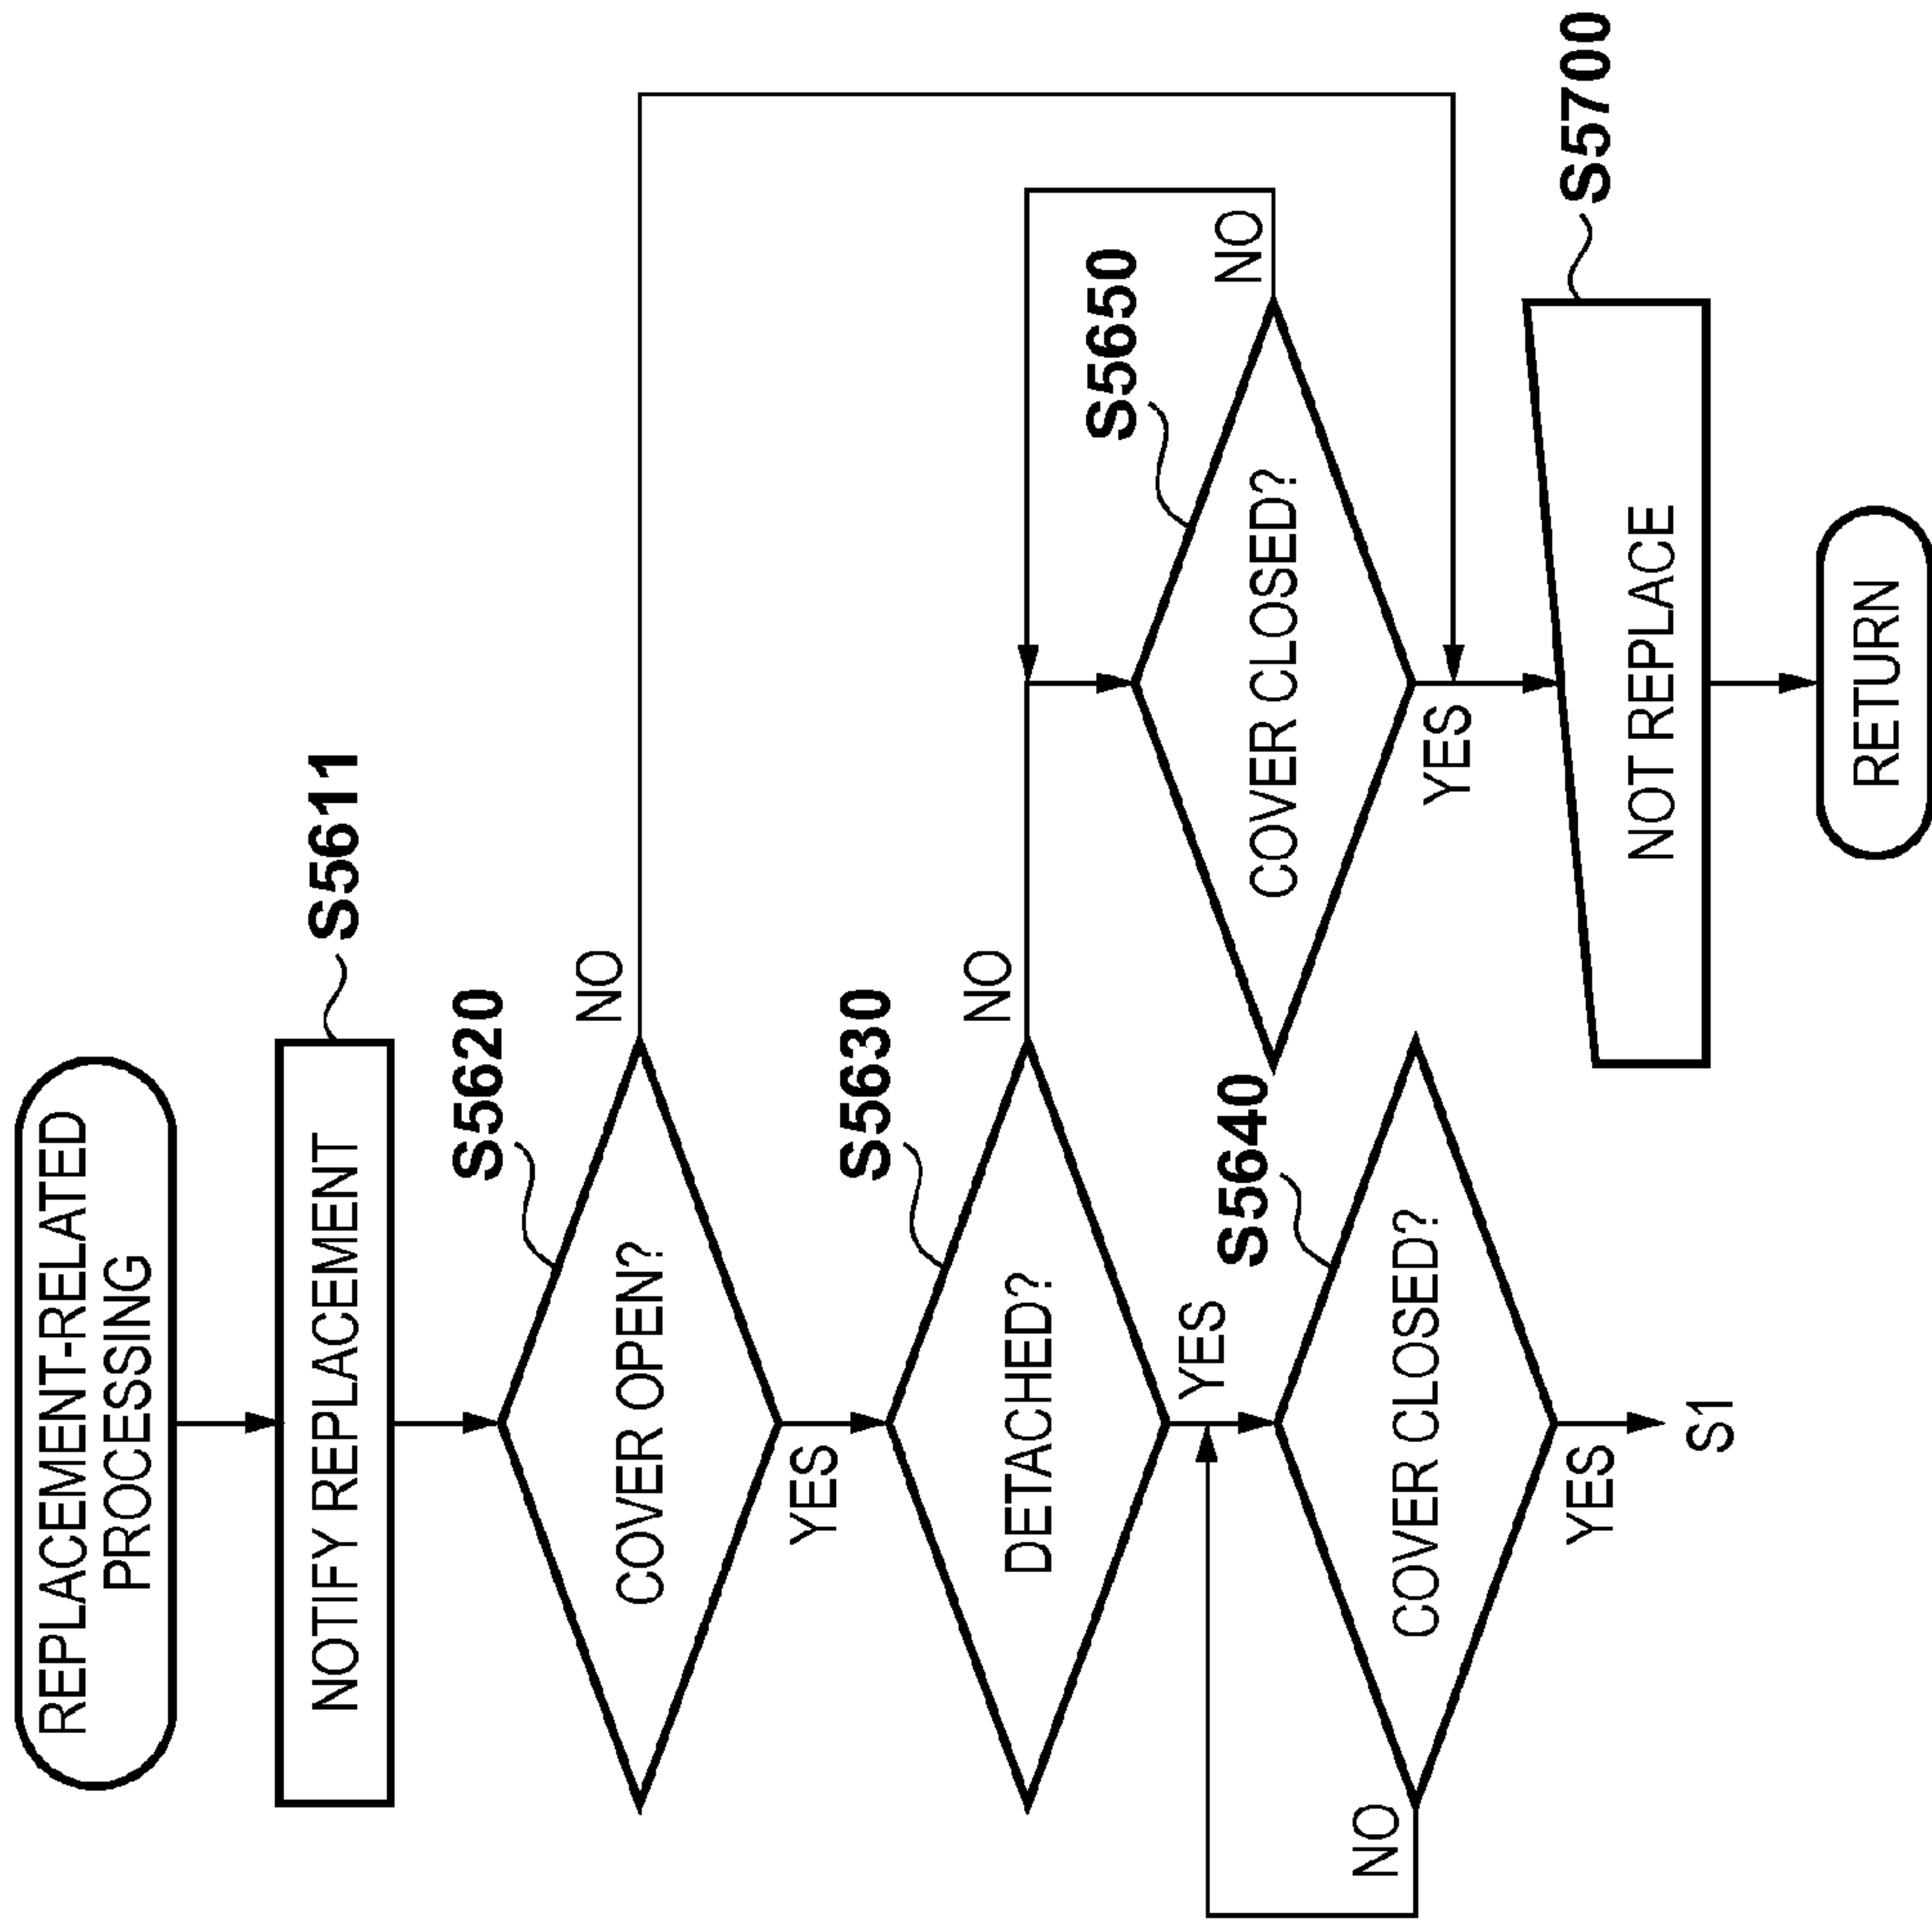 REPLACEMENT-RELATED
PROCESSING
NOTIFY REPLACEMENT
S5611
COVER OPEN?
S5620
NO
YES
DETACHED?
S5630
NO
YES
COVER CLOSED?
S5640
NO
YES
S1
COVER CLOSED?
S5650
NO
YES
NOT REPLACE
S5700
RETURN